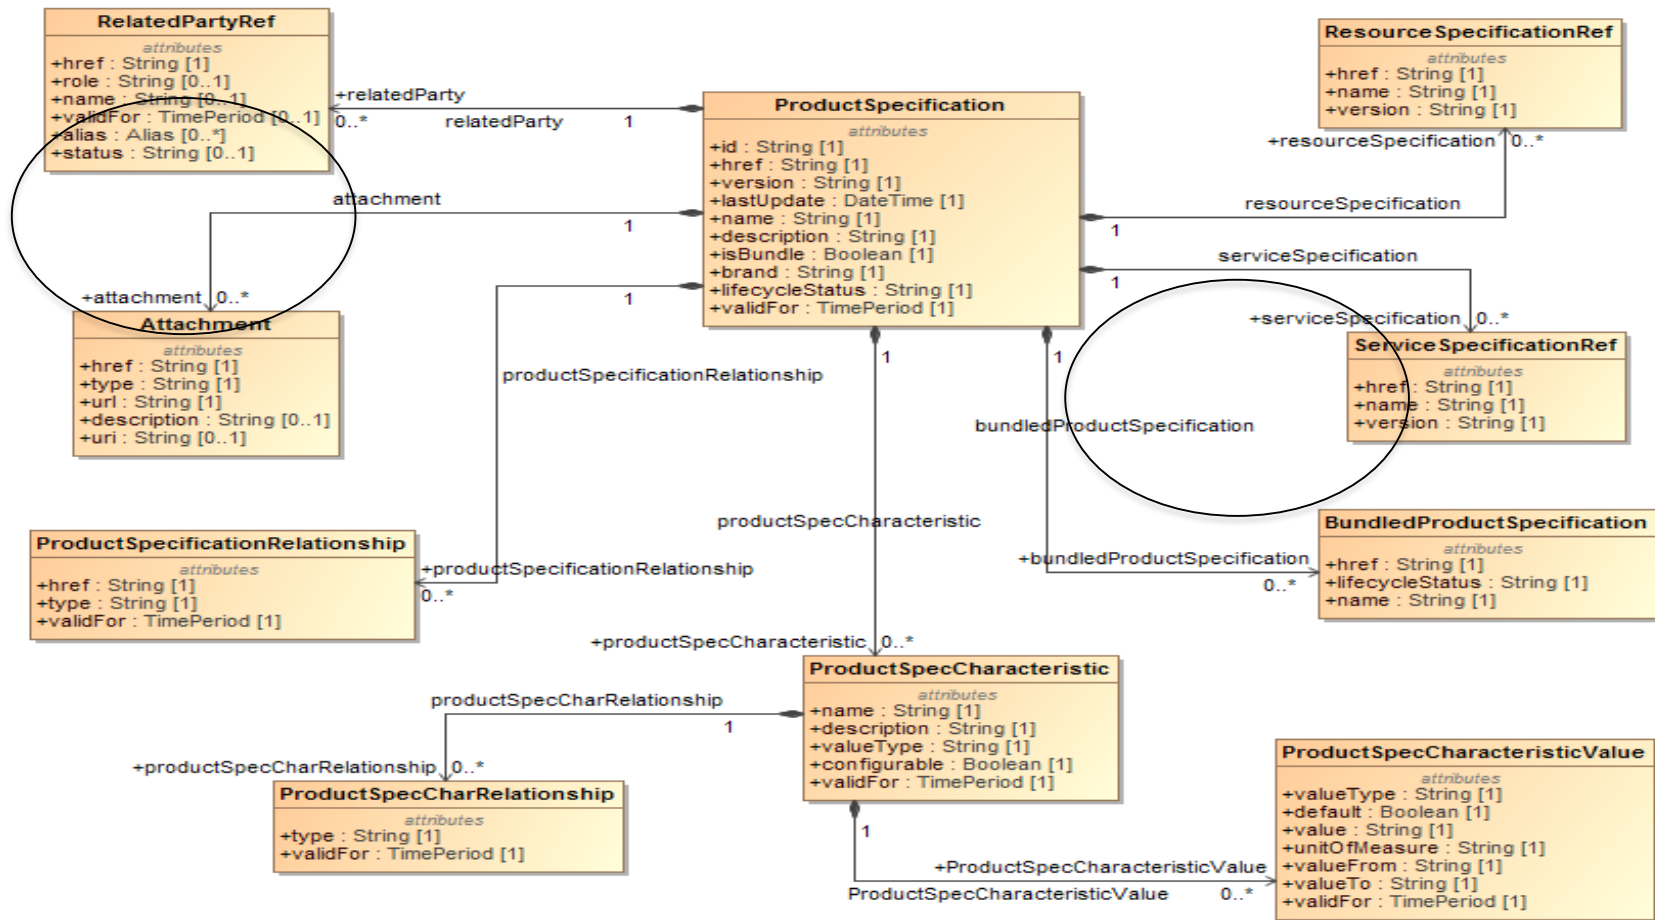 RelatedPartyRef
attributes
+href : String [1]
+role : String [0..1]
+name : String [0..1]
+validFor : TimePeriod [0..1]
+alias : Alias [0..*]
+status : String [0..1]
+relatedParty
0..*
relatedParty
1
ProductSpecification
attributes
+id : String [1]
+href : String [1]
+version : String [1]
+lastUpdate : DateTime [1]
+name : String [1]
+description : String [1]
+isBundle : Boolean [1]
+brand : String [1]
+lifecycleStatus : String [1]
+validFor : TimePeriod [1]
ResourceSpecificationRef
attributes
+href : String [1]
+name : String [1]
+version : String [1]
+resourceSpecification 0..*
resourceSpecification
1
attachment
1
+attachment 0..*
Attachment
attributes
+href : String [1]
+type : String [1]
+url : String [1]
+description : String [0..1]
+uri : String [0..1]
serviceSpecification
1
+serviceSpecification 0..*
ServiceSpecificationRef
attributes
+href : String [1]
+name : String [1]
+version : String [1]
1
productSpecificationRelationship
+productSpecificationRelationship
0..*
ProductSpecificationRelationship
attributes
+href : String [1]
+type : String [1]
+validFor : TimePeriod [1]
1
productSpecCharacteristic
+productSpecCharacteristic 0..*
1
bundledProductSpecification
+bundledProductSpecification
0..*
BundledProductSpecification
attributes
+href : String [1]
+lifecycleStatus : String [1]
+name : String [1]
ProductSpecCharacteristic
attributes
+name : String [1]
+description : String [1]
+valueType : String [1]
+configurable : Boolean [1]
+validFor : TimePeriod [1]
productSpecCharRelationship
1
+productSpecCharRelationship 0..*
ProductSpecCharRelationship
attributes
+type : String [1]
+validFor : TimePeriod [1]
1
+ProductSpecCharacteristicValue
ProductSpecCharacteristicValue
0..*
ProductSpecCharacteristicValue
attributes
+valueType : String [1]
+default : Boolean [1]
+value : String [1]
+unitOfMeasure : String [1]
+valueFrom : String [1]
+valueTo : String [1]
+validFor : TimePeriod [1]